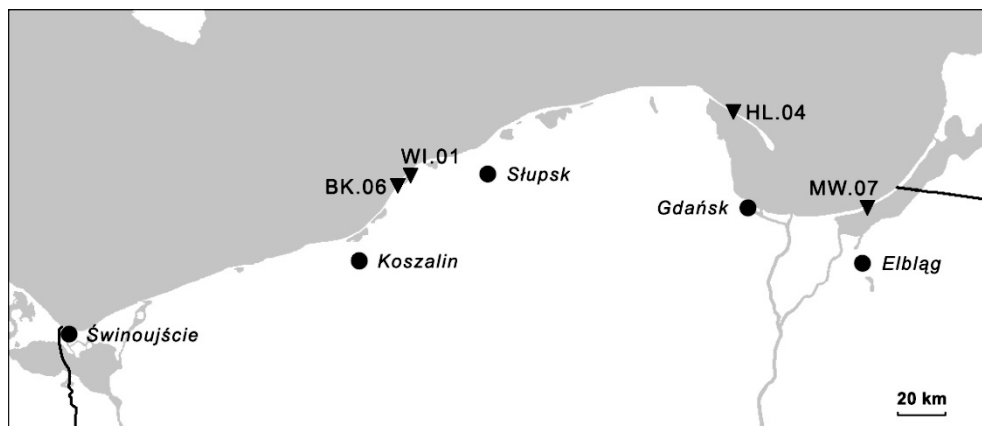 HL.04
WI.01
BK.06
Słupsk
MW.07
Gdańsk
Koszalin
Elbląg
Świnoujście
20 km